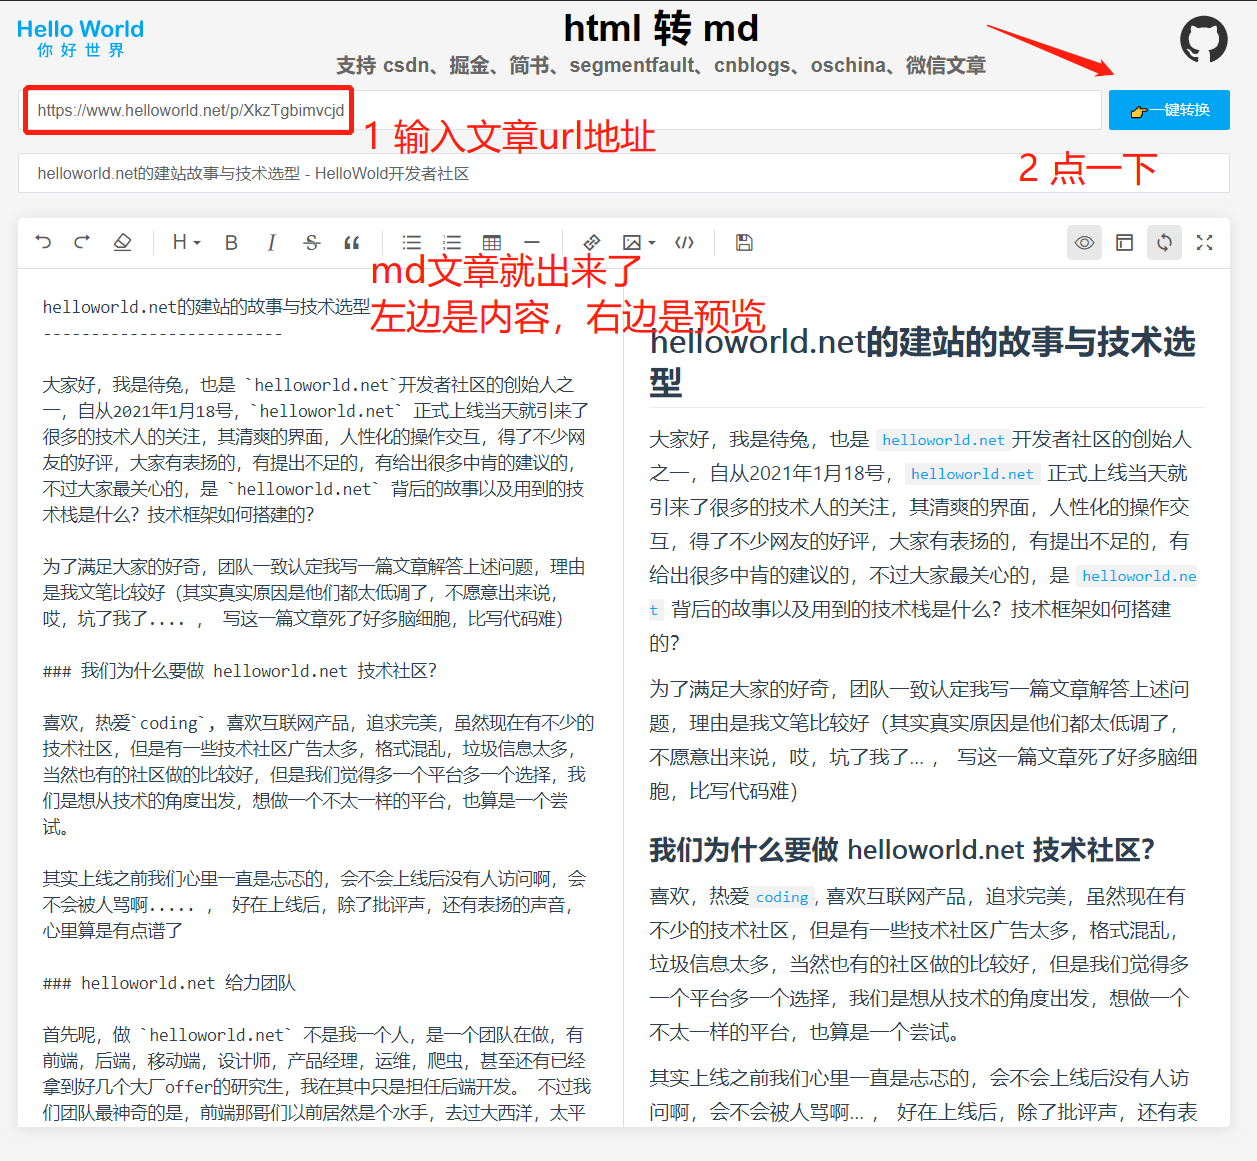 Hello World
你 好 世 界
html 转 md
支持 csdn、掘金、简书、segmentfault、cnblogs、oschina、微信文章
https://www.helloworld.net/p/XkzTgbimvcjd
👉一键转换
1 输入文章url地址
helloworld.net的建站故事与技术选型 - HelloWold开发者社区
2 点一下
H B I S
md文章就出来了
左边是内容，右边是预览
helloworld.net的建站的故事与技术选型
-------------------------
大家好，我是待兔，也是 `helloworld.net`开发者社区的创始人之
一，自从2021年1月18号，`helloworld.net` 正式上线当天就引来了
很多的技术人的关注，其清爽的界面，人性化的操作交互，得了不少网
友的好评，大家有表扬的，有提出不足的，有给出很多中肯的建议的，
不过大家最关心的，是 `helloworld.net` 背后的故事以及用到的技
术栈是什么？技术框架如何搭建的？
为了满足大家的好奇，团队一致认定我写一篇文章解答上述问题，理由
是我文笔比较好（其实真实原因是他们都太低调了，不愿意出来说，
哎，坑了我了.... ， 写这一篇文章死了好多脑细胞，比写代码难）
### 我们为什么要做 helloworld.net 技术社区？
喜欢，热爱`coding`, 喜欢互联网产品，追求完美，虽然现在有不少的
技术社区，但是有一些技术社区广告太多，格式混乱，垃圾信息太多，
当然也有的社区做的比较好，但是我们觉得多一个平台多一个选择，我
们是想从技术的角度出发，想做一个不太一样的平台，也算是一个尝
试。
其实上线之前我们心里一直是忐忑的，会不会上线后没有人访问啊，会
不会被人骂啊..... ， 好在上线后，除了批评声，还有表扬的声音，
心里算是有点谱了
### helloworld.net 给力团队
首先呢，做 `helloworld.net` 不是我一个人，是一个团队在做，有
前端，后端，移动端，设计师，产品经理，运维，爬虫，甚至还有已经
拿到好几个大厂offer的研究生，我在其中只是担任后端开发。 不过我
们团队最神奇的是，前端那哥们以前居然是个水手，去过大西洋，太平
helloworld.net的建站的故事与技术选
型
大家好，我是待兔，也是 helloworld.net 开发者社区的创始人
之一，自从2021年1月18号， helloworld.net 正式上线当天就
引来了很多的技术人的关注，其清爽的界面，人性化的操作交
互，得了不少网友的好评，大家有表扬的，有提出不足的，有
给出很多中肯的建议的，不过大家最关心的，是 helloworld.ne
t 背后的故事以及用到的技术栈是什么？技术框架如何搭建
的？
为了满足大家的好奇，团队一致认定我写一篇文章解答上述问
题，理由是我文笔比较好（其实真实原因是他们都太低调了，
不愿意出来说，哎，坑了我了... ， 写这一篇文章死了好多脑细
胞，比写代码难）
我们为什么要做 helloworld.net 技术社区？
喜欢，热爱 coding , 喜欢互联网产品，追求完美，虽然现在有
不少的技术社区，但是有一些技术社区广告太多，格式混乱，
垃圾信息太多，当然也有的社区做的比较好，但是我们觉得多
一个平台多一个选择，我们是想从技术的角度出发，想做一个
不太一样的平台，也算是一个尝试。
其实上线之前我们心里一直是忐忑的，会不会上线后没有人访
问啊，会不会被人骂啊... ， 好在上线后，除了批评声，还有表